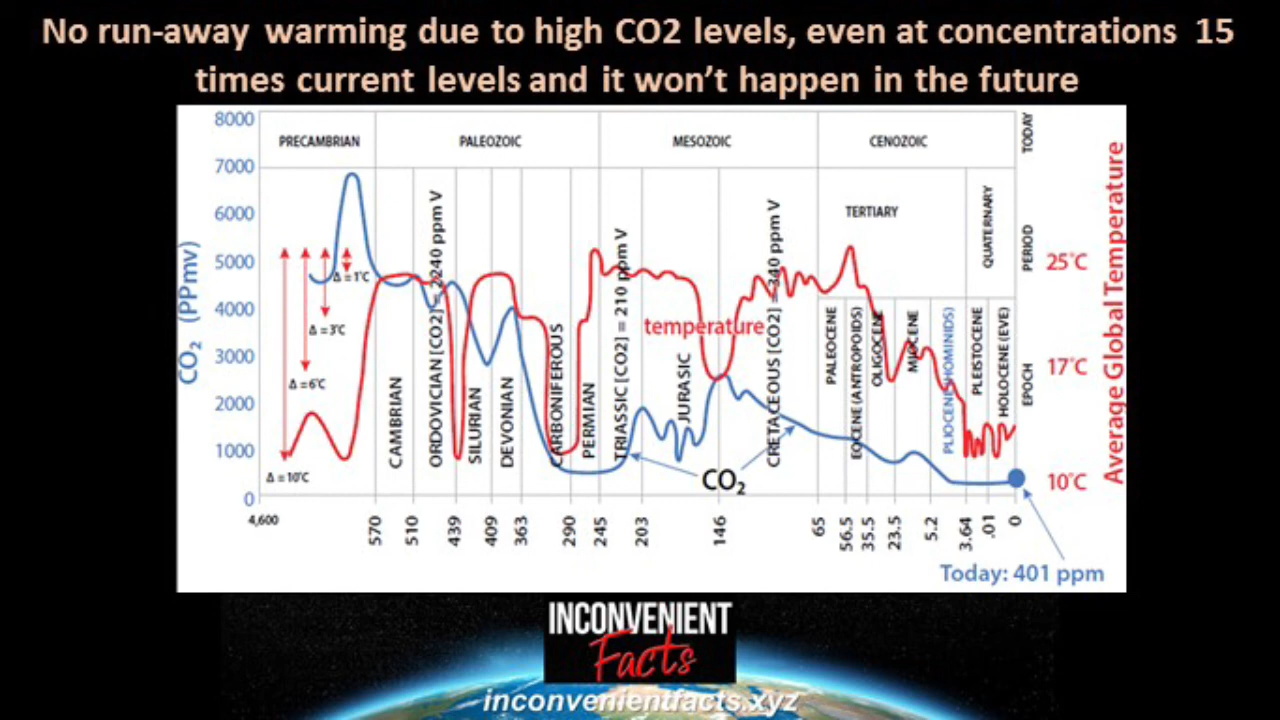 No run-away warming due to high CO2 levels, even at concentrations 15
times current levels and it won't happen in the future
8000
7000
6000
5000
4000
3000
2000
1000
0
CO₂ (PPmv)
PRECAMBRIAN
PALEOZOIC
MESOZOIC
CENOZOIC
TODAY
TERTIARY
QUATERNARY
PERIOD
Δ = 1°C
Δ = 3°C
Δ = 6°C
Δ = 10°C
CAMBRIAN
ORDOVICIAN [CO2] = 2240 ppm V
SILURIAN
DEVONIAN
CARBONIFEROUS
PERMIAN
TRIASSIC [CO2] = 210 ppm V
JURASIC
CRETACEOUS [CO2] = 340 ppm V
temperature
CO₂
PALEOCENE
EOCENE (ANTROPOIDS)
OLIGOCENE
MIOCENE
PLIOCENE (HOMINIDS)
PLEISTOCENE
HOLOCENE (EVE)
EPOCH
25°C
17°C
10°C
Average Global Temperature
4,600
570
510
439
409
363
290
245
203
146
65
56.5
35.5
23.5
5.2
3.64
.01
0
Today: 401 ppm
INCONVENIENT
Facts
inconvenientfacts.xyz